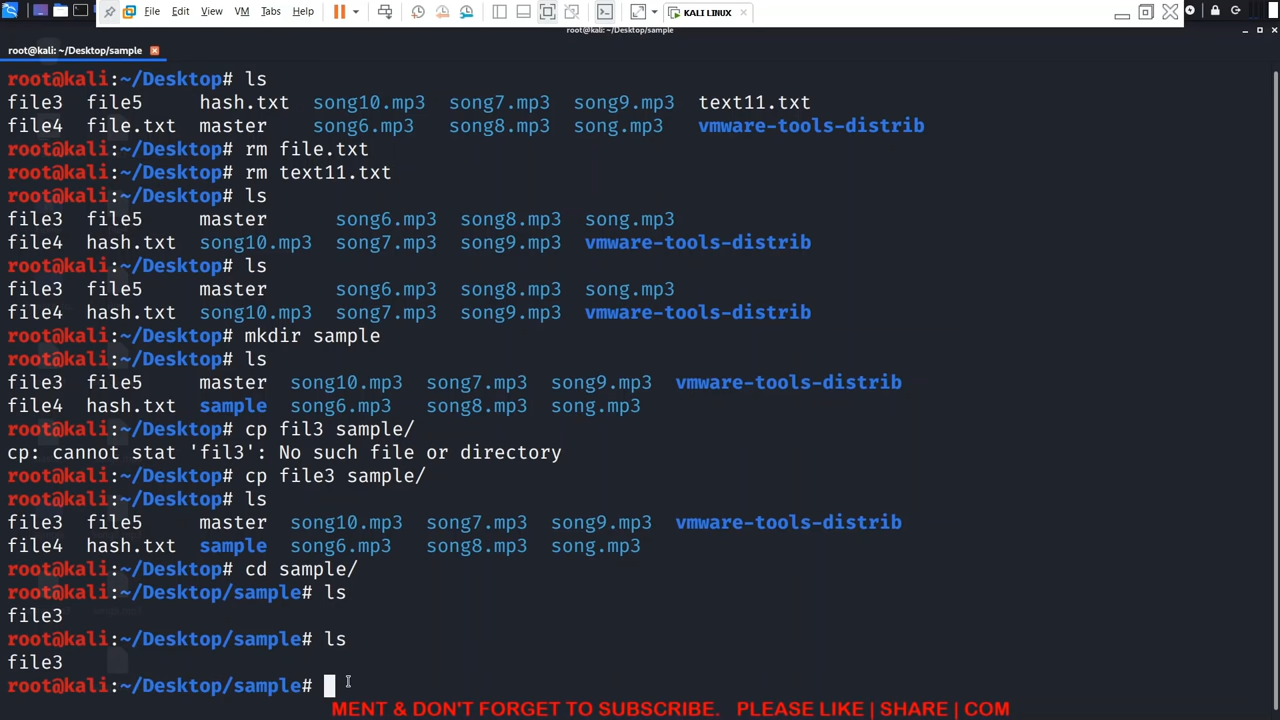 File Edit View VM Tabs Help KALI LINUX
root@kali: ~/Desktop/sample
root@kali: ~/Desktop/sample
root@kali:~/Desktop# ls
file3 file5 hash.txt song10.mp3 song7.mp3 song9.mp3 text11.txt
file4 file.txt master song6.mp3 song8.mp3 song.mp3 vmware-tools-distrib
root@kali:~/Desktop# rm file.txt
root@kali:~/Desktop# rm text11.txt
root@kali:~/Desktop# ls
file3 file5 master song6.mp3 song8.mp3 song.mp3
file4 hash.txt song10.mp3 song7.mp3 song9.mp3 vmware-tools-distrib
root@kali:~/Desktop# ls
file3 file5 master song6.mp3 song8.mp3 song.mp3
file4 hash.txt song10.mp3 song7.mp3 song9.mp3 vmware-tools-distrib
root@kali:~/Desktop# mkdir sample
root@kali:~/Desktop# ls
file3 file5 master song10.mp3 song7.mp3 song9.mp3 vmware-tools-distrib
file4 hash.txt sample song6.mp3 song8.mp3 song.mp3
root@kali:~/Desktop# cp fil3 sample/
cp: cannot stat 'fil3': No such file or directory
root@kali:~/Desktop# cp file3 sample/
root@kali:~/Desktop# ls
file3 file5 master song10.mp3 song7.mp3 song9.mp3 vmware-tools-distrib
file4 hash.txt sample song6.mp3 song8.mp3 song.mp3
root@kali:~/Desktop# cd sample/
root@kali:~/Desktop/sample# ls
file3
root@kali:~/Desktop/sample# ls
file3
root@kali:~/Desktop/sample#
MENT & DON'T FORGET TO SUBSCRIBE. PLEASE LIKE | SHARE | COM